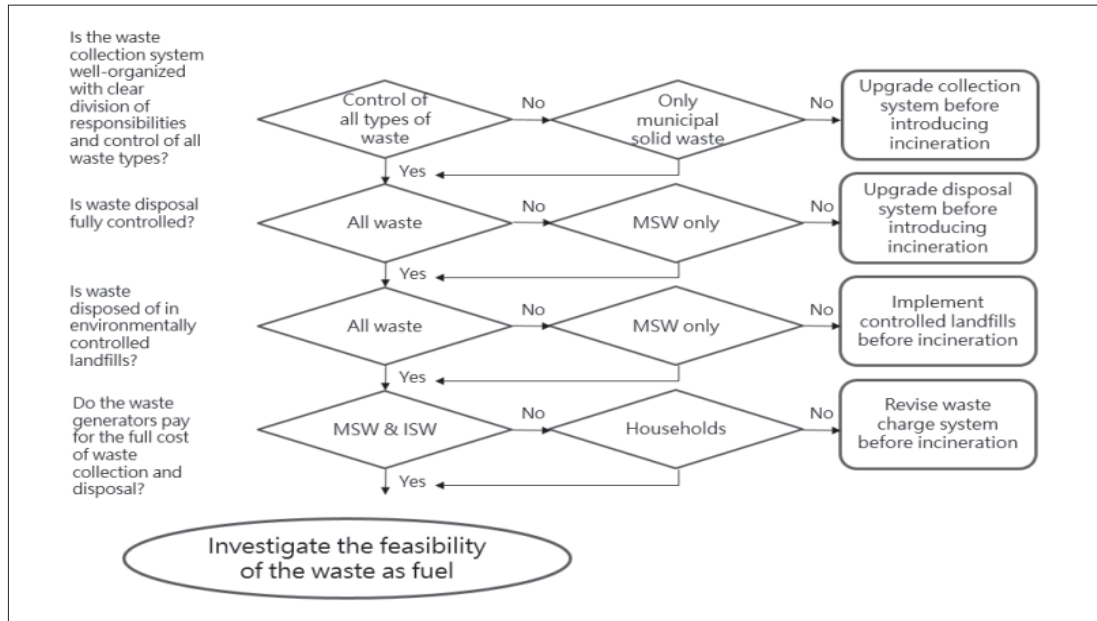 Is the waste
collection system
well-organized
with clear
division of
responsibilities
and control of all
waste types?
Control of
all types of
waste
No
Only
municipal
solid waste
No
Upgrade collection
system before
introducing
incineration
Yes
Is waste disposal
fully controlled?
All waste
No
MSW only
No
Upgrade disposal
system before
introducing
incineration
Yes
Is waste
disposed of in
environmentally
controlled
landfills?
All waste
No
MSW only
No
Implement
controlled landfills
before incineration
Yes
Do the waste
generators pay
for the full cost
of waste
collection and
disposal?
MSW & ISW
No
Households
No
Revise waste
charge system
before incineration
Yes
Investigate the feasibility
of the waste as fuel